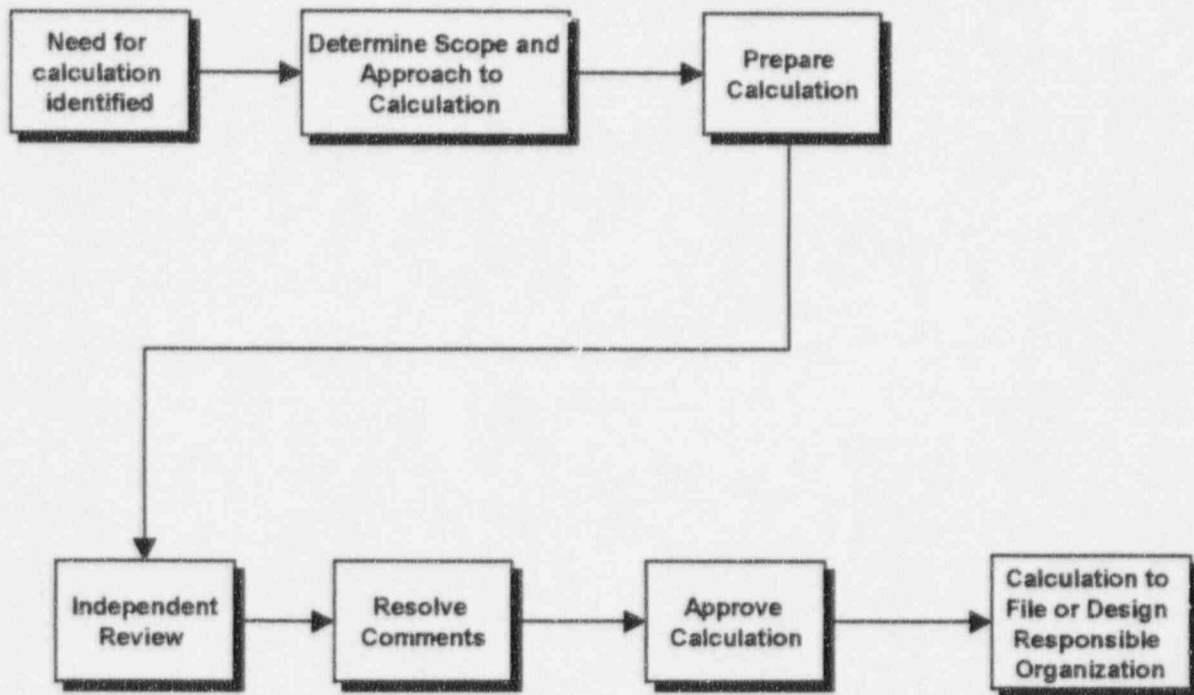 Need for
calculation
identified
Determine Scope and
Approach to
Calculation
Prepare
Calculation
Independent
Review
Resolve
Comments
Approve
Calculation
Calculation to
File or Design
Responsible
Organization